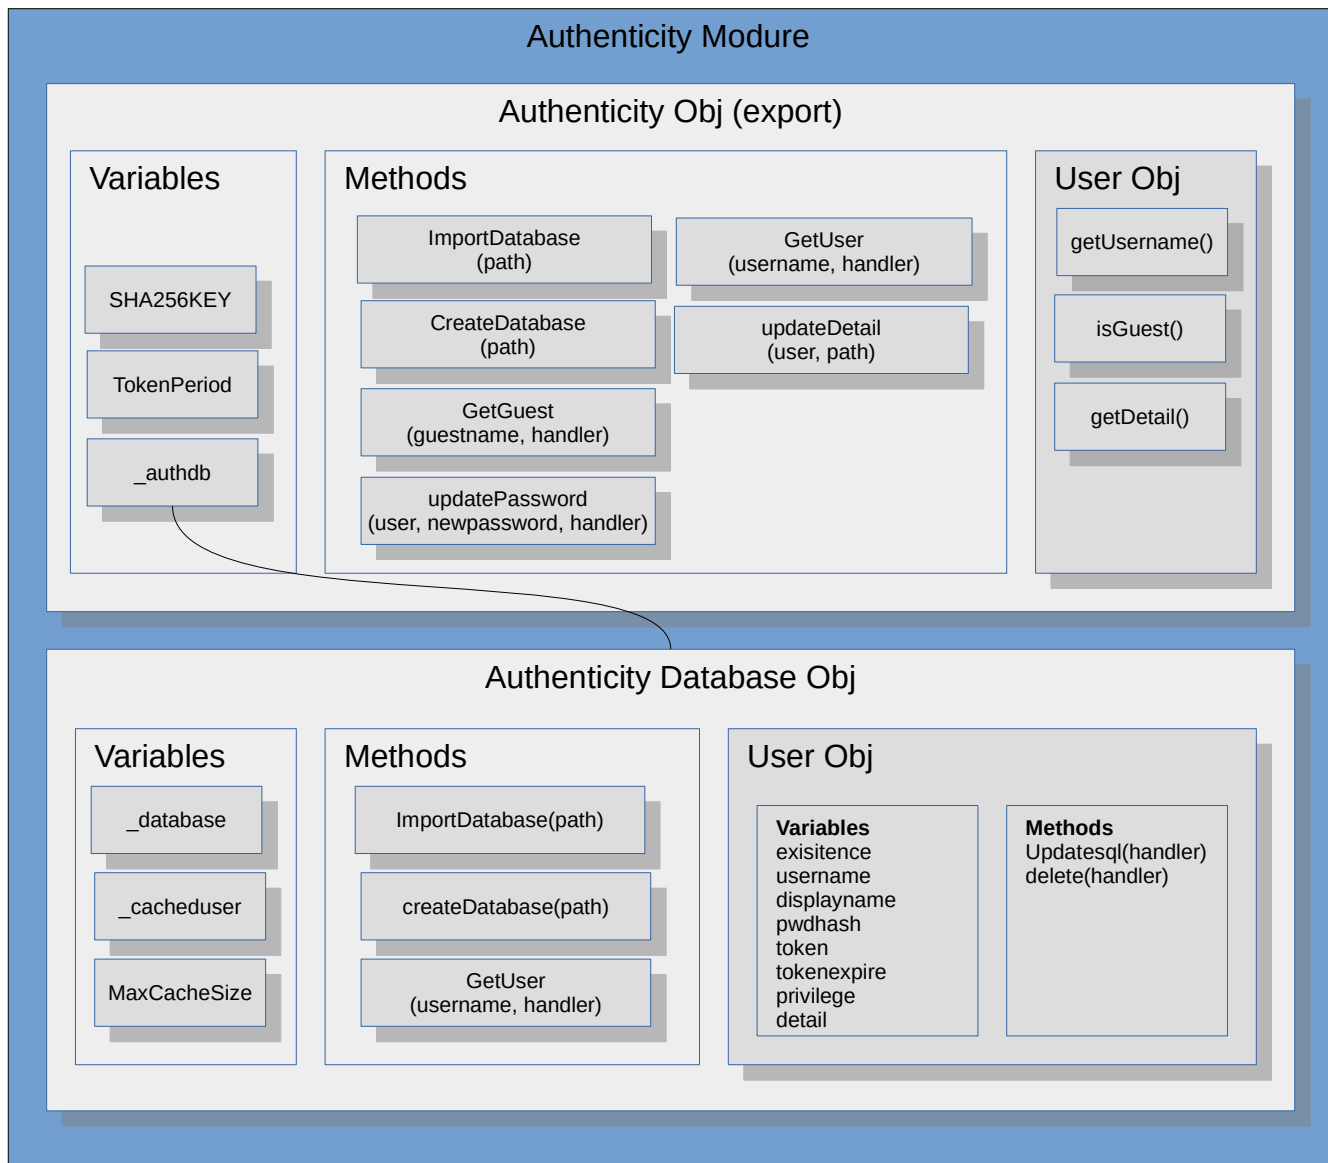 Authenticity Modure
Authenticity Obj (export)
Variables
SHA256KEY
TokenPeriod
_authdb
Methods
ImportDatabase
(path)
CreateDatabase
(path)
GetGuest
(guestname, handler)
updatePassword
(user, newpassword, handler)
GetUser
(username, handler)
updateDetail
(user, path)
User Obj
getUsername()
isGuest()
getDetail()
Authenticity Database Obj
Variables
_database
_cacheduser
MaxCacheSize
Methods
ImportDatabase(path)
createDatabase(path)
GetUser
(username, handler)
User Obj
Variables
exisitence
username
displayname
pwdhash
token
tokenexpire
privilege
detail
Methods
Updatesql(handler)
delete(handler)